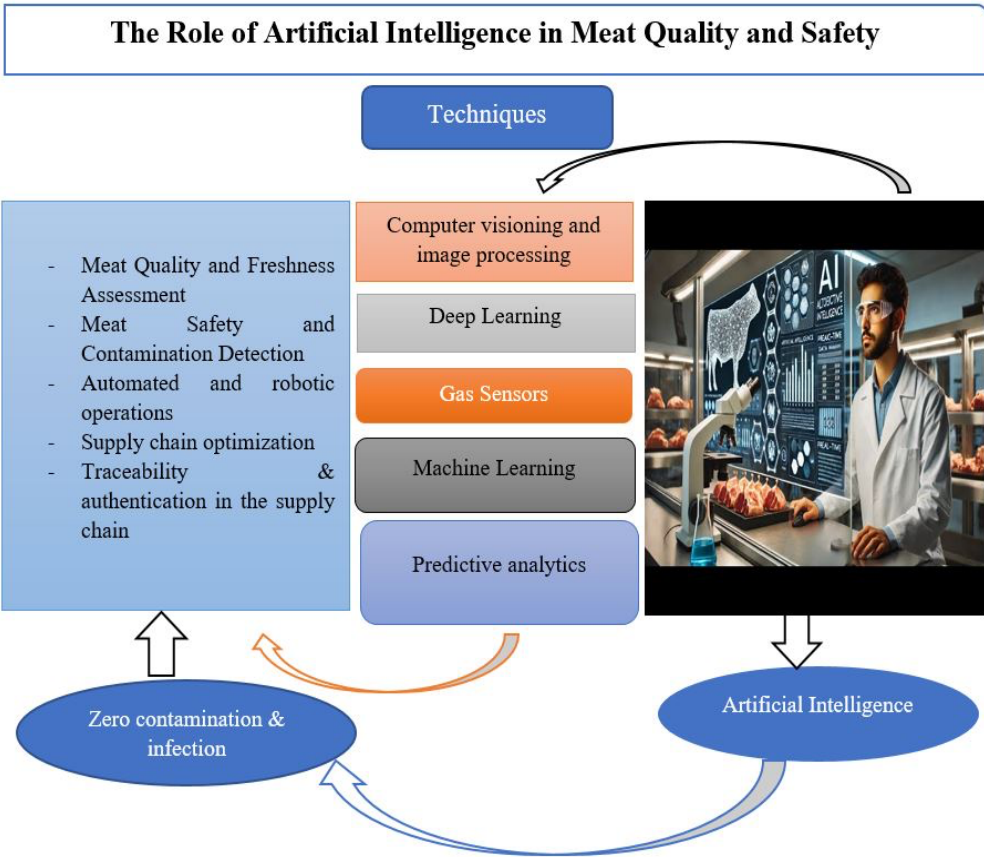 The Role of Artificial Intelligence in Meat Quality and Safety
Techniques
- Meat Quality and Freshness
Assessment
- Meat Safety and
Contamination Detection
- Automated and robotic
operations
- Supply chain optimization
- Traceability &
authentication in the supply
chain
Computer visioning and
image processing
Deep Learning
Gas Sensors
Machine Learning
Predictive analytics
AI
Zero contamination &
infection
Artificial Intelligence